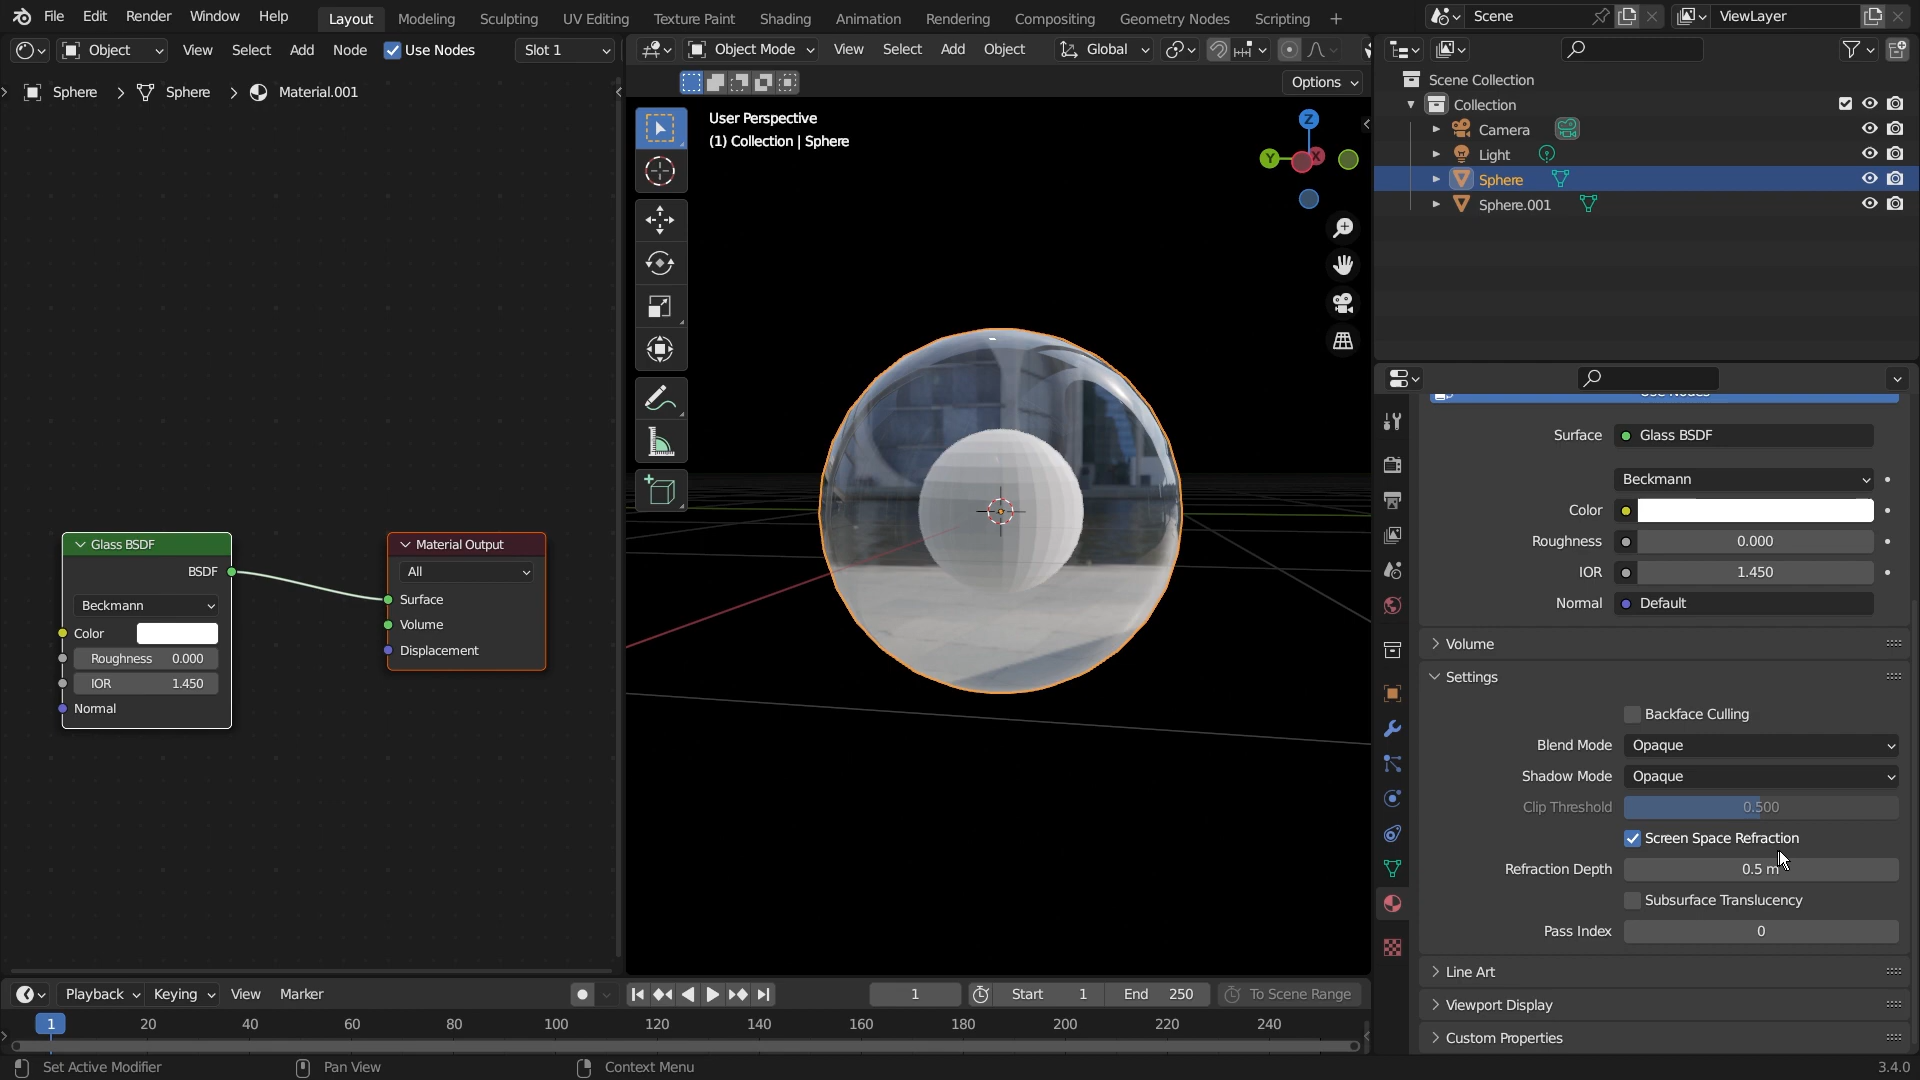 File Edit Render Window Help Layout Modeling Sculpting UV Editing Texture Paint Shading Animation Rendering Compositing Geometry Nodes Scripting + Scene ViewLayer
Object View Select Add Node Use Nodes Slot 1
Object Mode View Select Add Object Global
Options
Sphere > Sphere > Material.001
User Perspective
(1) Collection | Sphere
Z
Y
X
Glass BSDF
BSDF
Beckmann
Color
Roughness 0.000
IOR 1.450
Normal
Material Output
All
Surface
Volume
Displacement
Scene Collection
Collection
Camera
Light
Sphere
Sphere.001
Use Nodes
Surface Glass BSDF
Beckmann
Color
Roughness 0.000
IOR 1.450
Normal Default
Volume
Settings
Backface Culling
Blend Mode Opaque
Shadow Mode Opaque
Clip Threshold 0.500
Screen Space Refraction
Refraction Depth 0.5 m
Subsurface Translucency
Pass Index 0
Line Art
Viewport Display
Custom Properties
Playback Keying View Marker 1 Start 1 End 250 To Scene Range
1 20 40 60 80 100 120 140 160 180 200 220 240
Set Active Modifier Pan View Context Menu 3.4.0